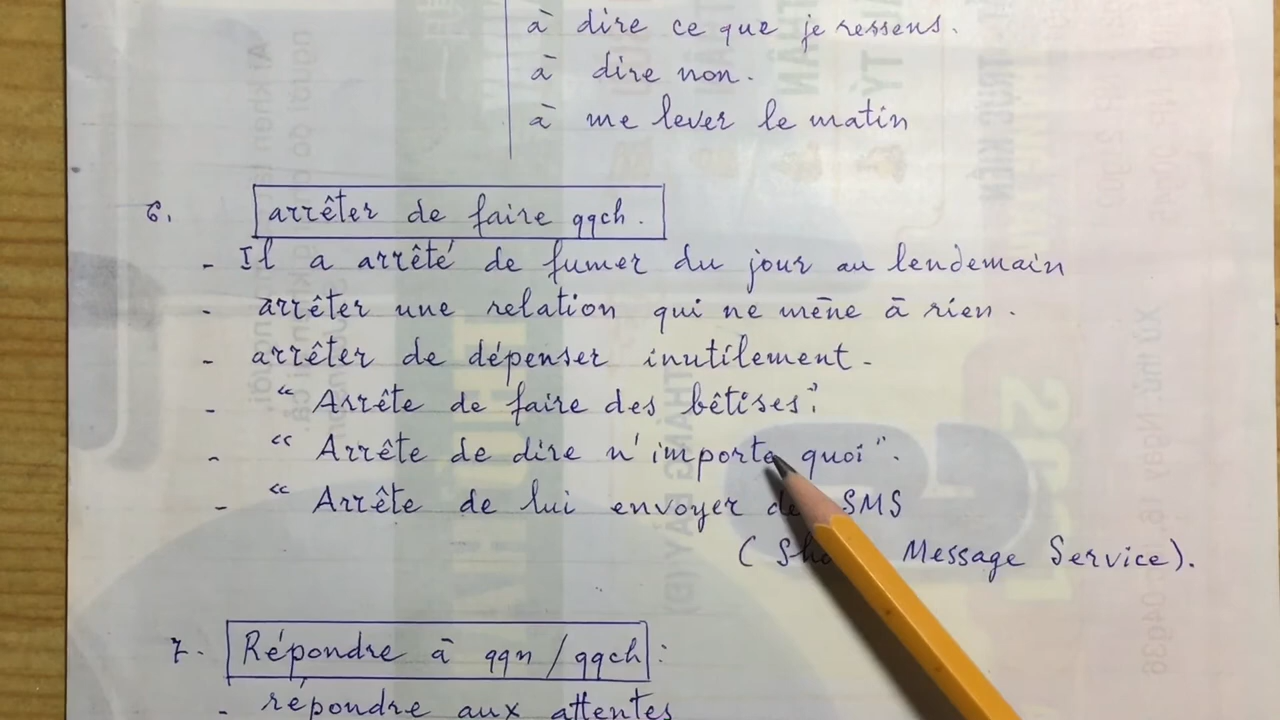 à dire ce que je ressens.
à dire non.
à me lever le matin
6. arrêter de faire qqch.
- Il a arrêté de fumer du jour au lendemain
- arrêter une relation qui ne mène à rien.
- arrêter de dépenser inutilement.
- "Arrête de faire des bêtises".
- "Arrête de dire n'importe quoi".
- "Arrête de lui envoyer SMS
( Message Service).
7. Répondre à qqn / qqch :
- répondre aux attentes